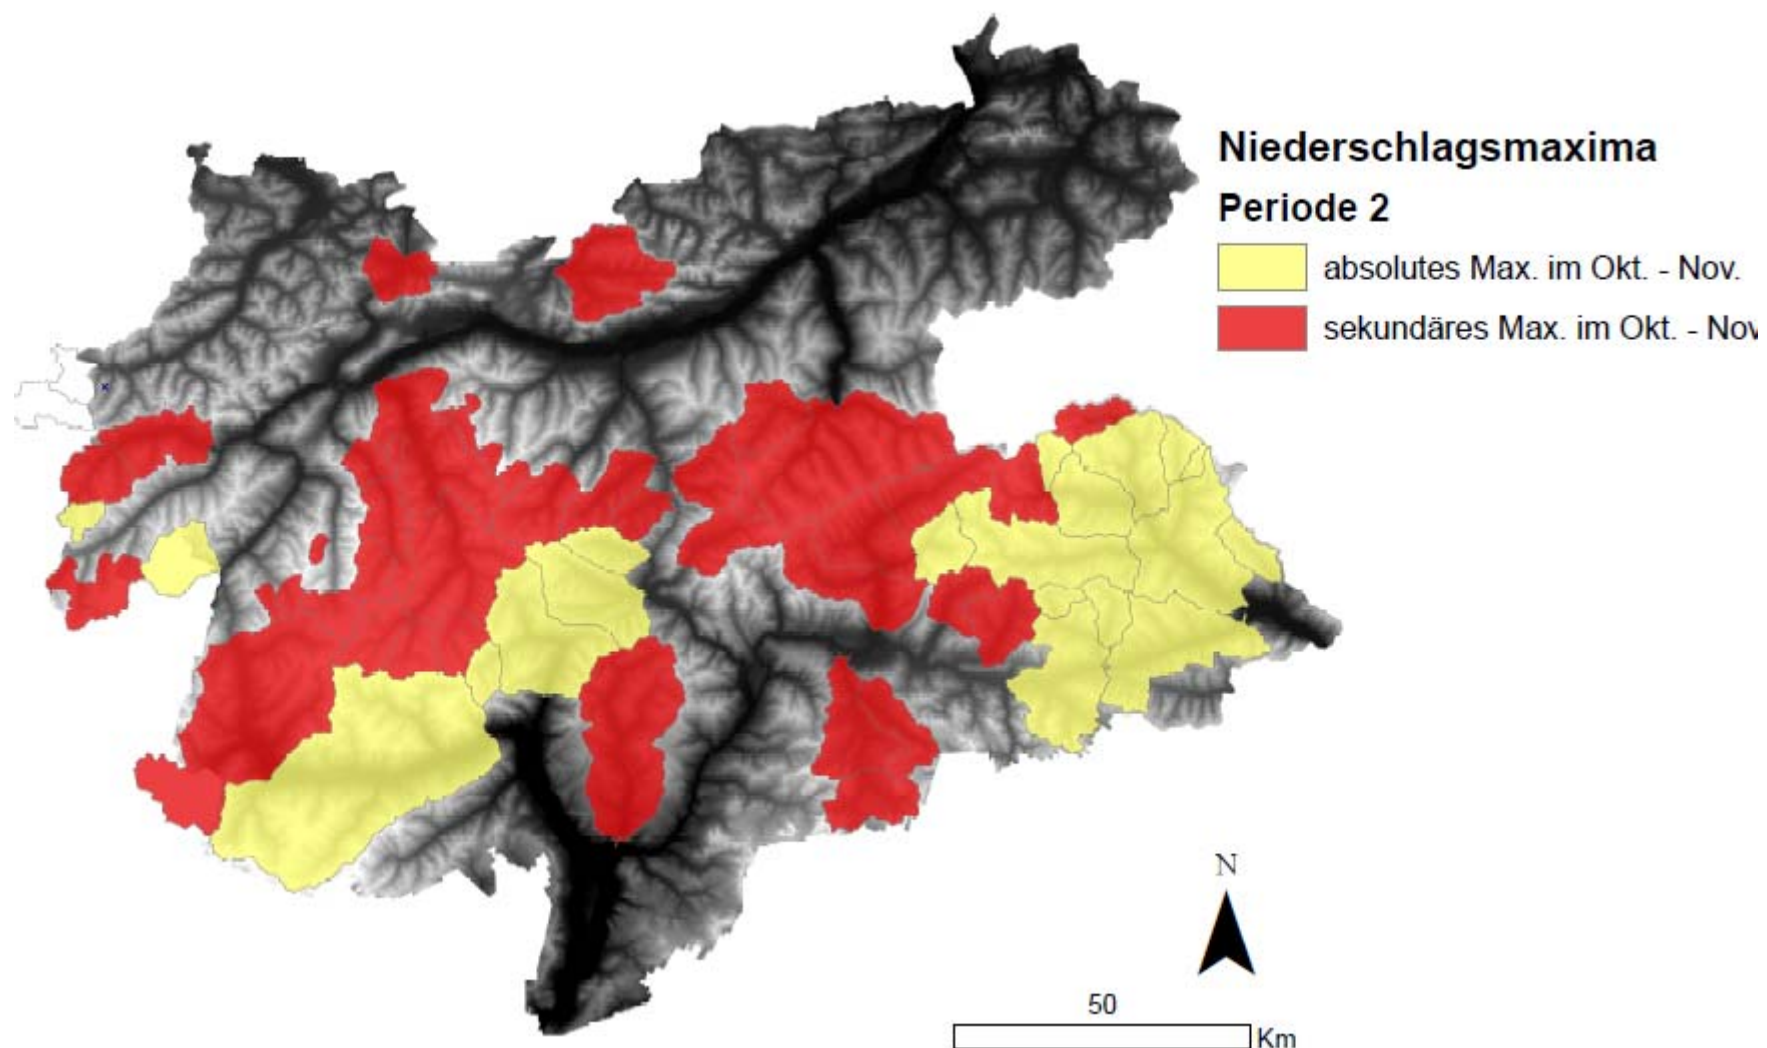 Niederschlagsmaxima
Periode 2
absolutes Max. im Okt. - Nov.
sekundäres Max. im Okt. - Nov
N
50
Km